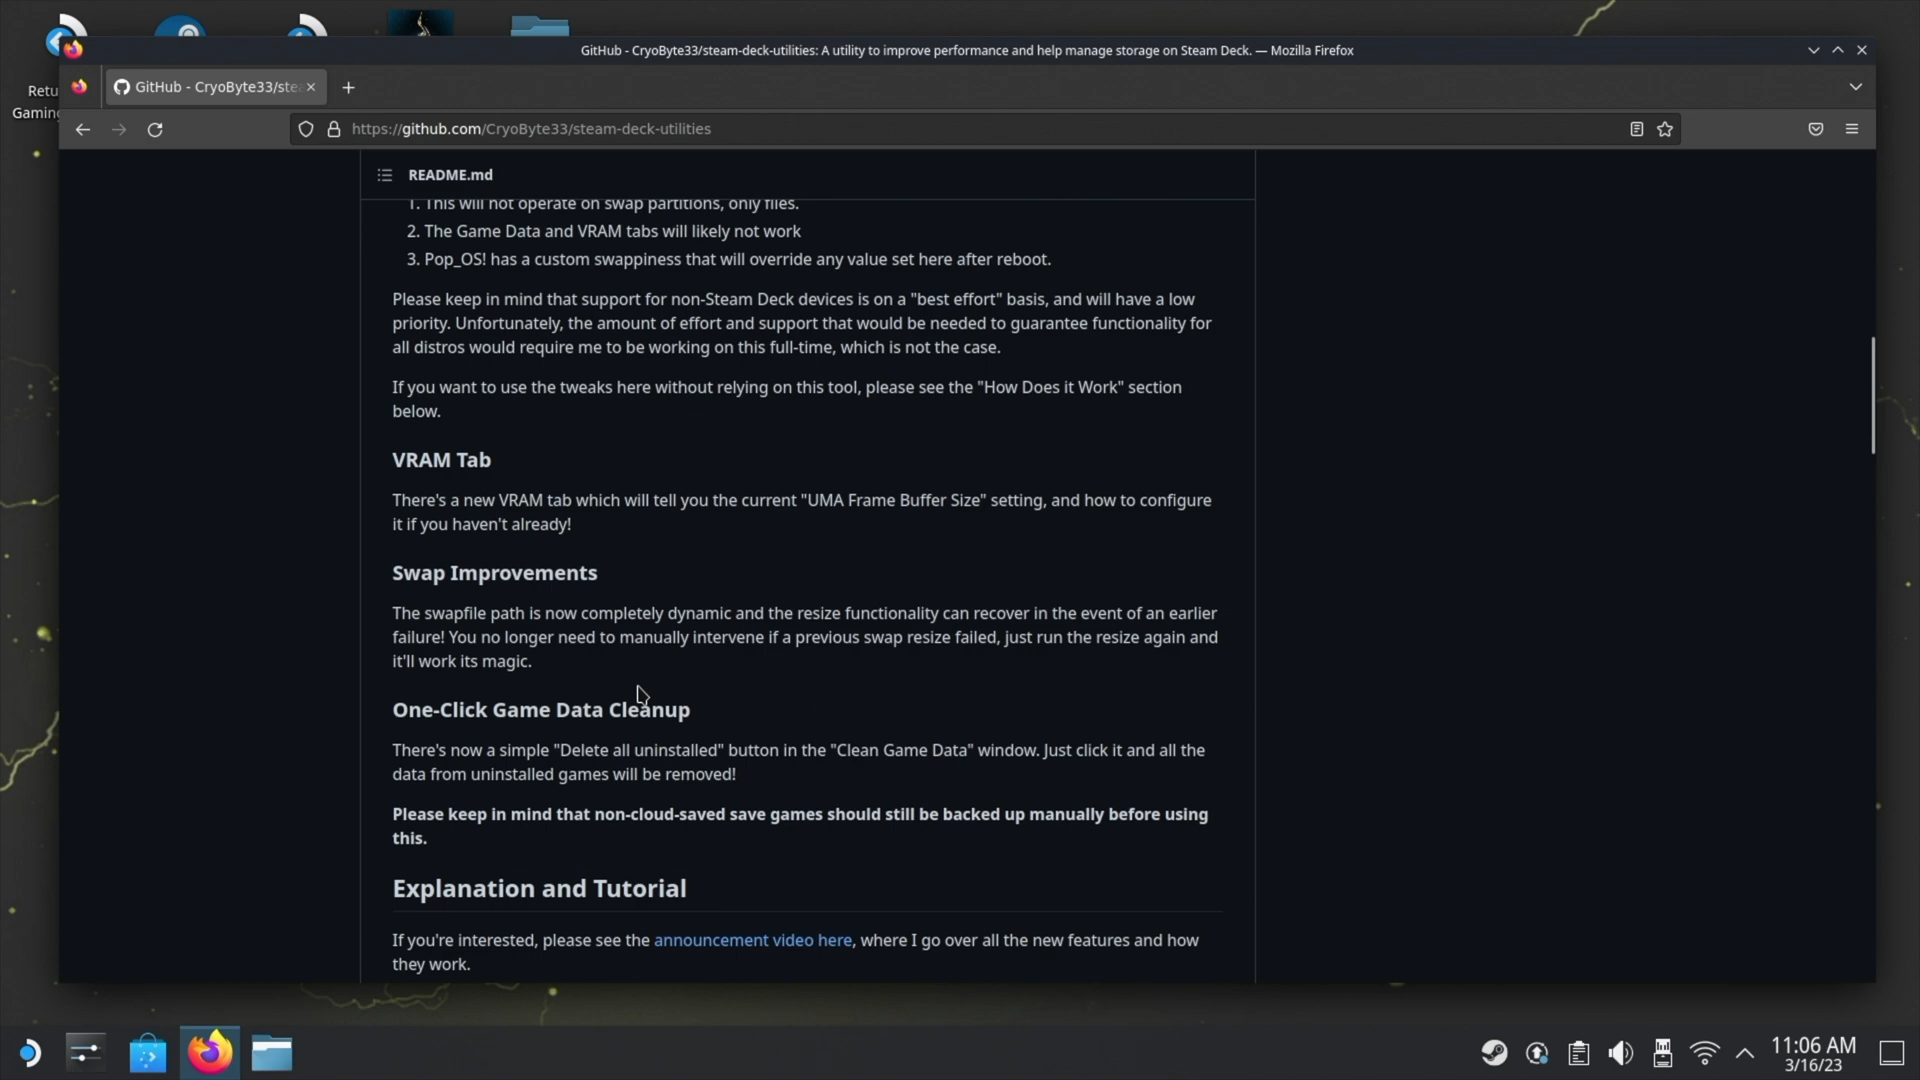 Retu
Gaming
GitHub - CryoByte33/steam-deck-utilities: A utility to improve performance and help manage storage on Steam Deck. — Mozilla Firefox
GitHub - CryoByte33/ste
https://github.com/CryoByte33/steam-deck-utilities
README.md
1. This will not operate on swap partitions, only files.
2. The Game Data and VRAM tabs will likely not work
3. Pop_OS! has a custom swappiness that will override any value set here after reboot.
Please keep in mind that support for non-Steam Deck devices is on a "best effort" basis, and will have a low
priority. Unfortunately, the amount of effort and support that would be needed to guarantee functionality for
all distros would require me to be working on this full-time, which is not the case.
If you want to use the tweaks here without relying on this tool, please see the "How Does it Work" section
below.
VRAM Tab
There's a new VRAM tab which will tell you the current "UMA Frame Buffer Size" setting, and how to configure
it if you haven't already!
Swap Improvements
The swapfile path is now completely dynamic and the resize functionality can recover in the event of an earlier
failure! You no longer need to manually intervene if a previous swap resize failed, just run the resize again and
it'll work its magic.
One-Click Game Data Cleanup
There's now a simple "Delete all uninstalled" button in the "Clean Game Data" window. Just click it and all the
data from uninstalled games will be removed!
Please keep in mind that non-cloud-saved save games should still be backed up manually before using
this.
Explanation and Tutorial
If you're interested, please see the announcement video here, where I go over all the new features and how
they work.
11:06 AM
3/16/23